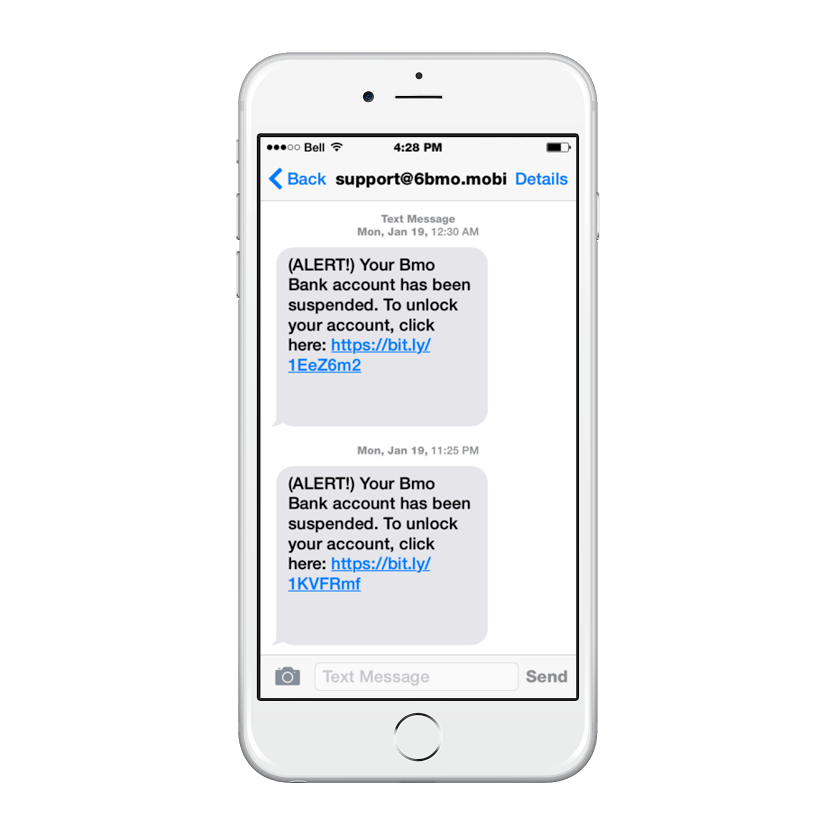 Bell 4:28 PM
Back support@6bmo.mobi Details
Text Message
Mon, Jan 19, 12:30 AM
(ALERT!) Your Bmo
Bank account has been
suspended. To unlock
your account, click
here: https://bit.ly/
1EeZ6m2
Mon, Jan 19, 11:25 PM
(ALERT!) Your Bmo
Bank account has been
suspended. To unlock
your account, click
here: https://bit.ly/
1KVFRmf
Text Message Send